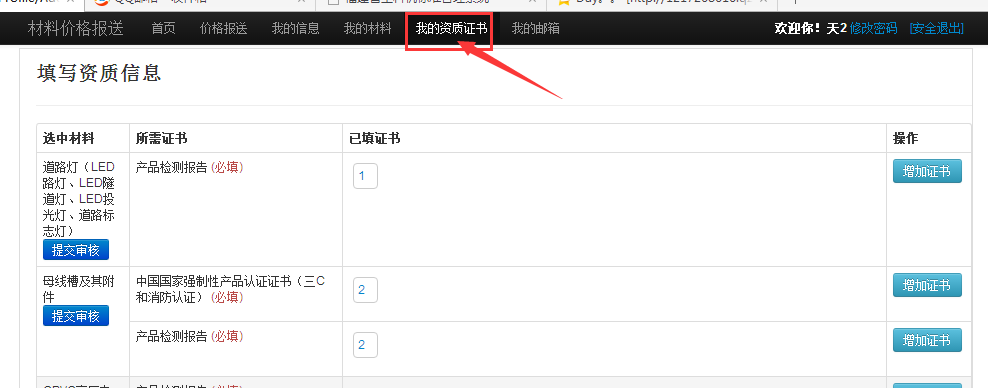 材料价格报送 首页 价格报送 我的信息 我的材料 我的资质证书 我的邮箱 欢迎你！天2 修改密码 [安全退出]
填写资质信息
选中材料 所需证书 已填证书 操作
道路灯（LED
路灯、LED隧
道灯、LED投
光灯、道路标
志灯）
提交审核
产品检测报告 (必填)
1
增加证书
母线槽及其附
件
提交审核
中国国家强制性产品认证证书（三C
和消防认证）(必填)
2
增加证书
产品检测报告 (必填)
2
增加证书